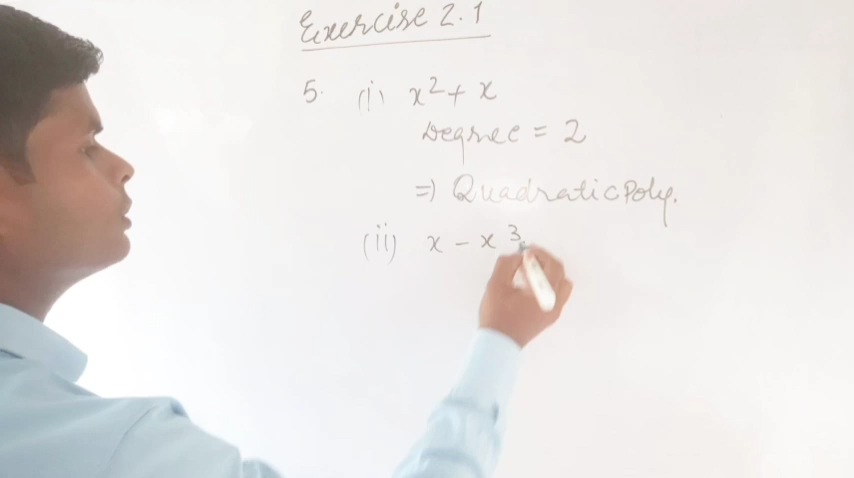 Exercise 2.1
5. (i) x² + x
Degree = 2
=) Quadratic Poly.
(ii) x - x³